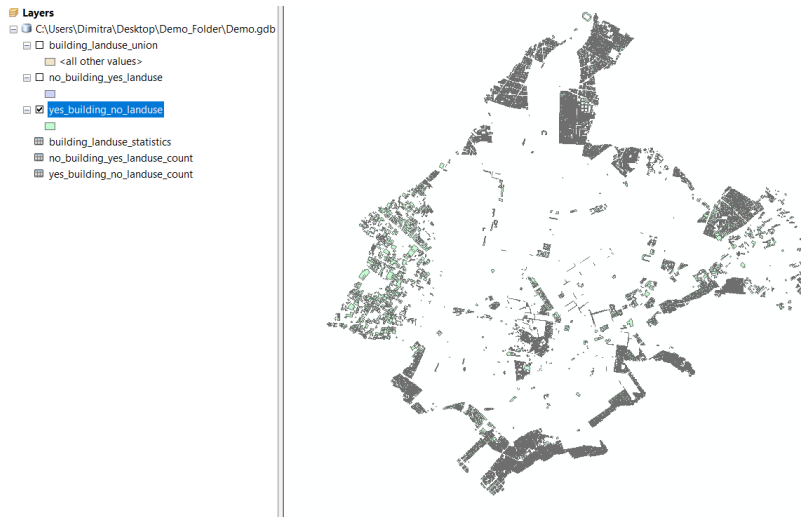 Layers
C:\Users\Dimitra\Desktop\Demo_Folder\Demo.gdb
building_landuse_union
<all other values>
no_building_yes_landuse
yes_building_no_landuse
building_landuse_statistics
no_building_yes_landuse_count
yes_building_no_landuse_count